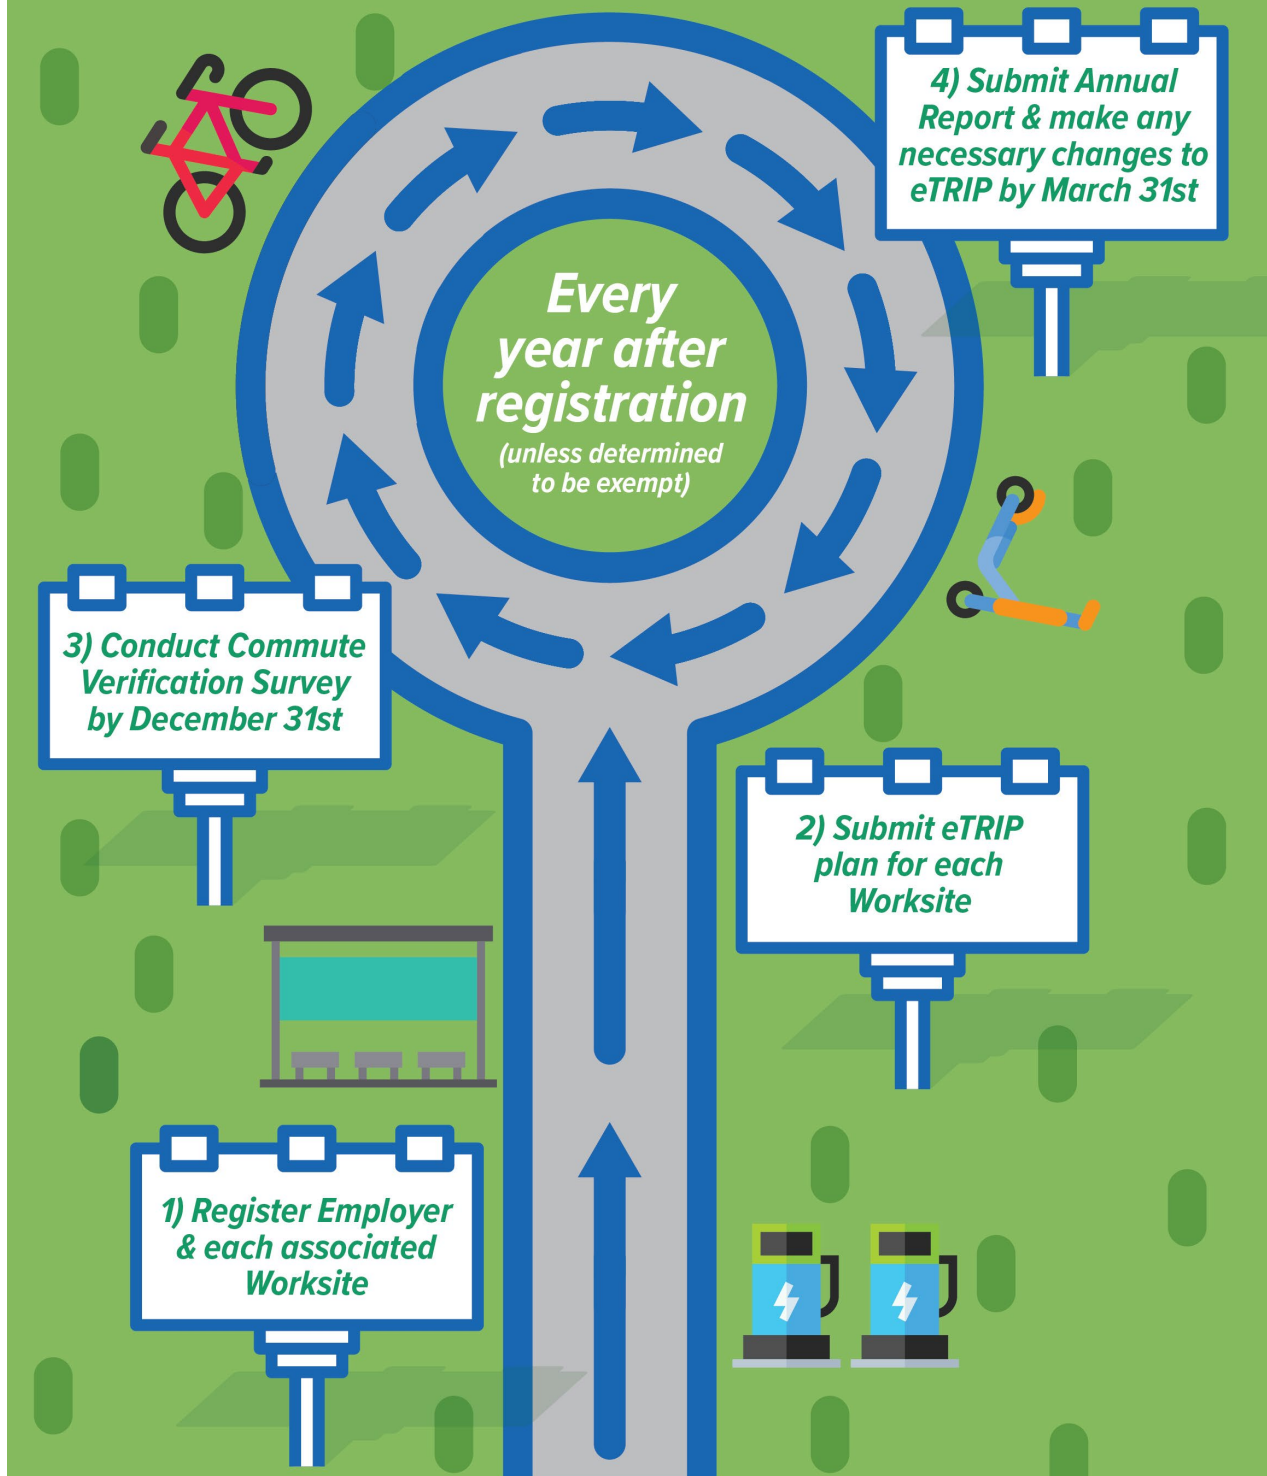 4) Submit Annual
Report & make any
necessary changes to
eTRIP by March 31st
Every
year after
registration
(unless determined
to be exempt)
3) Conduct Commute
Verification Survey
by December 31st
2) Submit eTRIP
plan for each
Worksite
1) Register Employer
& each associated
Worksite